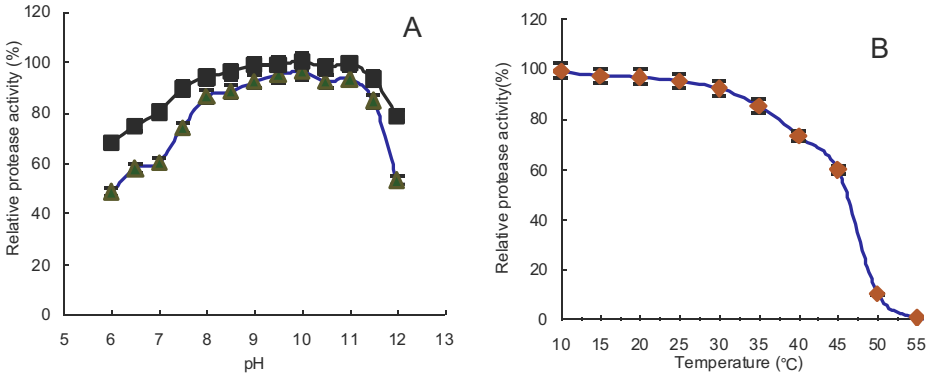 A
Relative protease activity (%)
120
100
80
60
40
20
0
5 6 7 8 9 10 11 12 13
pH
B
Relative protease activity(%)
120
100
80
60
40
20
0
10 15 20 25 30 35 40 45 50 55
Temperature (°C)